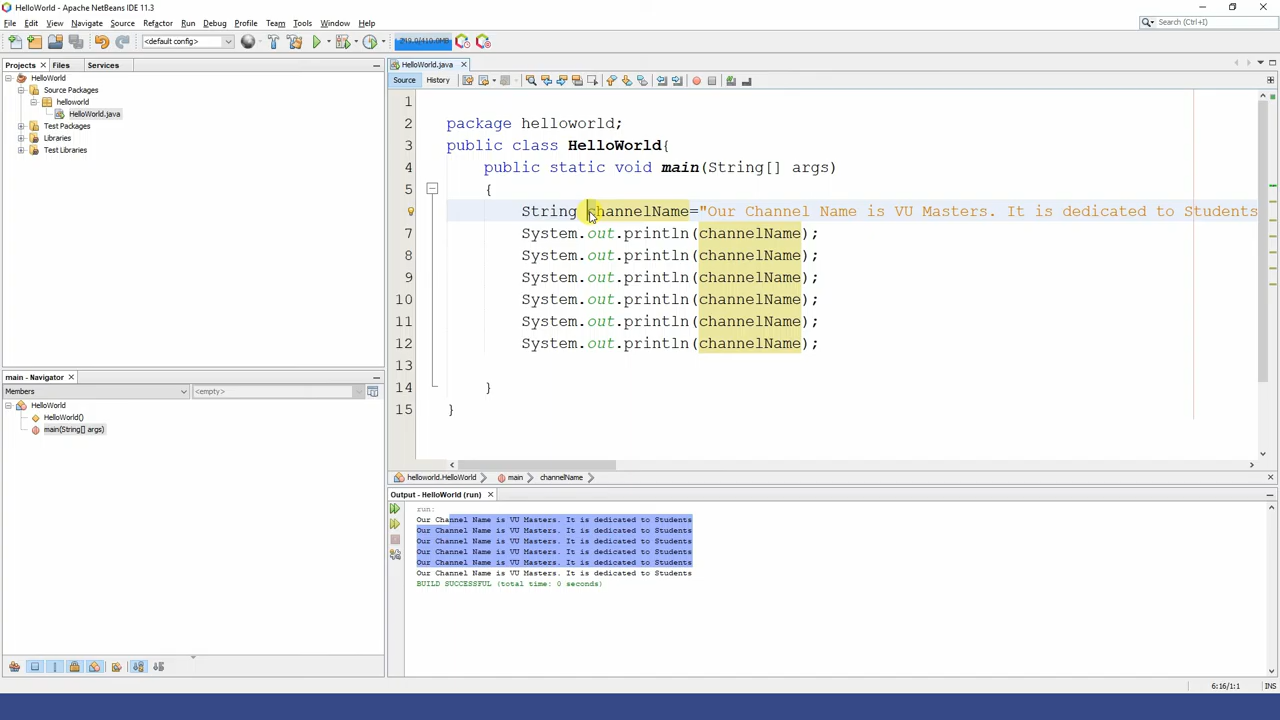 HelloWorld - Apache NetBeans IDE 11.3
File Edit View Navigate Source Refactor Run Debug Profile Team Tools Window Help
Search (Ctrl+I)
<default config>
Projects Files Services
HelloWorld.java
HelloWorld
Source Packages
helloworld
HelloWorld.java
Test Packages
Libraries
Test Libraries
Source History
1
2 package helloworld;
3 public class HelloWorld{
4 public static void main(String[] args)
5 {
String channelName="Our Channel Name is VU Masters. It is dedicated to Students
7 System.out.println(channelName);
8 System.out.println(channelName);
9 System.out.println(channelName);
10 System.out.println(channelName);
11 System.out.println(channelName);
12 System.out.println(channelName);
13
14 }
15 }
main - Navigator
Members <empty>
HelloWorld
HelloWorld()
main(String[] args)
helloworld.HelloWorld main channelName
Output - HelloWorld (run)
run:
Our Channel Name is VU Masters. It is dedicated to Students
Our Channel Name is VU Masters. It is dedicated to Students
Our Channel Name is VU Masters. It is dedicated to Students
Our Channel Name is VU Masters. It is dedicated to Students
Our Channel Name is VU Masters. It is dedicated to Students
Our Channel Name is VU Masters. It is dedicated to Students
BUILD SUCCESSFUL (total time: 0 seconds)
6:16/1:1 INS